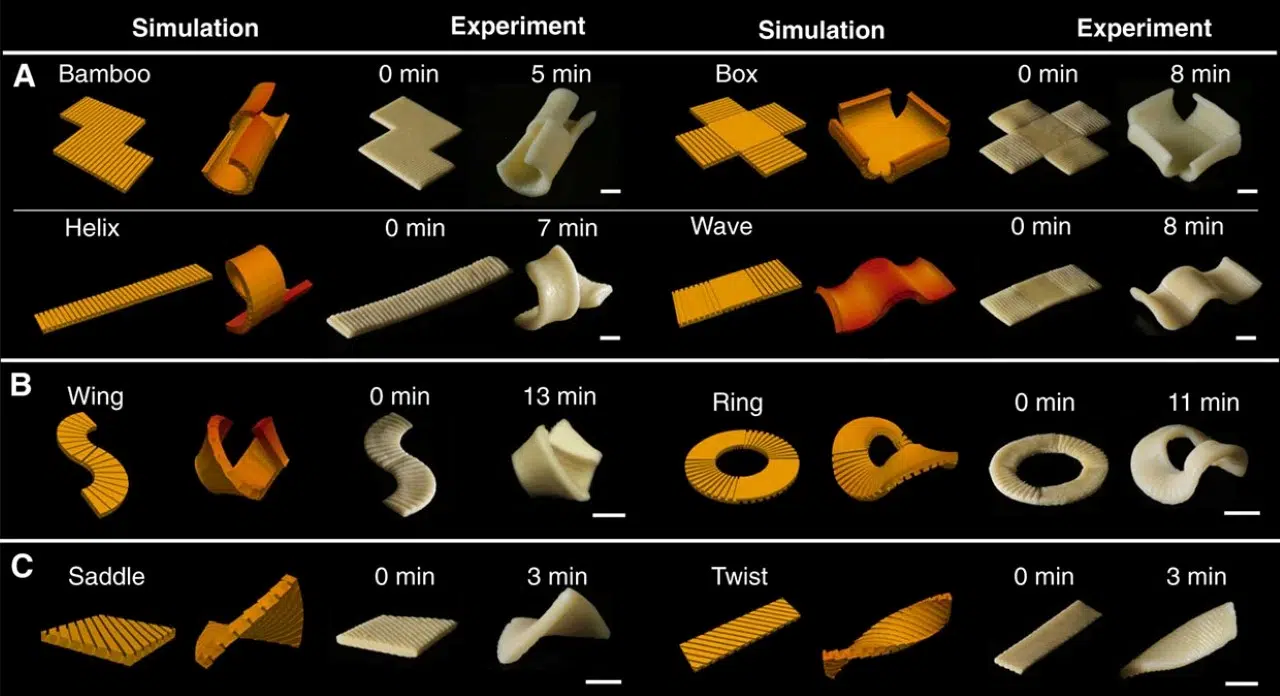 Simulation Experiment Simulation Experiment
A Bamboo 0 min 5 min Box 0 min 8 min
Helix 0 min 7 min Wave 0 min 8 min
B Wing 0 min 13 min Ring 0 min 11 min
C Saddle 0 min 3 min Twist 0 min 3 min